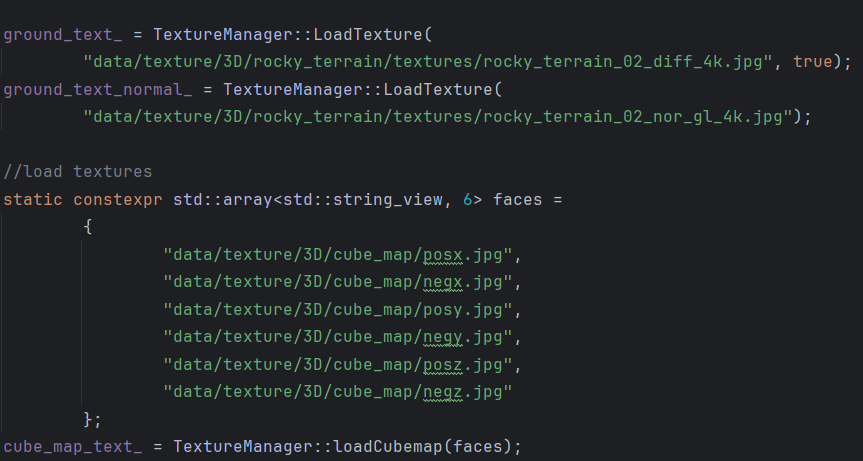 ground_text_ = TextureManager::LoadTexture(
"data/texture/3D/rocky_terrain/textures/rocky_terrain_02_diff_4k.jpg", true);
ground_text_normal_ = TextureManager::LoadTexture(
"data/texture/3D/rocky_terrain/textures/rocky_terrain_02_nor_gl_4k.jpg");
//load textures
static constexpr std::array<std::string_view, 6> faces =
{
"data/texture/3D/cube_map/posx.jpg",
"data/texture/3D/cube_map/negx.jpg",
"data/texture/3D/cube_map/posy.jpg",
"data/texture/3D/cube_map/negy.jpg",
"data/texture/3D/cube_map/posz.jpg",
"data/texture/3D/cube_map/negz.jpg"
};
cube_map_text_ = TextureManager::loadCubemap(faces);